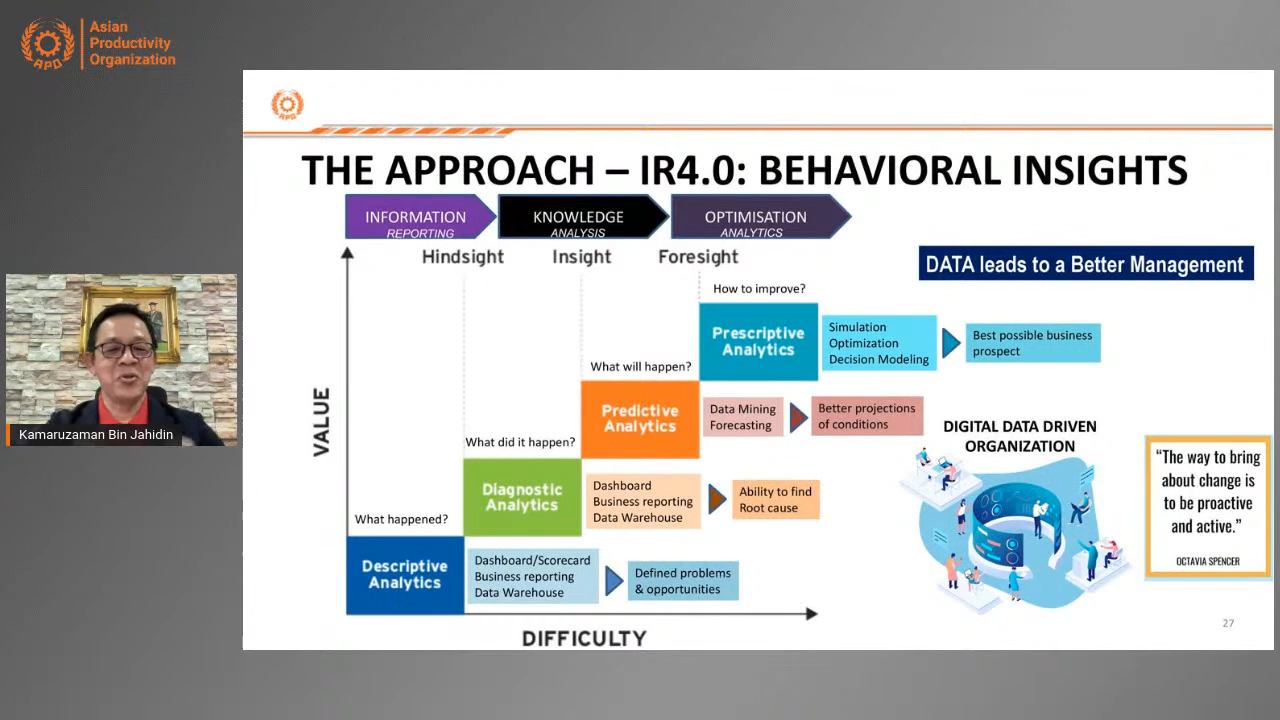 Asian
Productivity
Organization
APO
APO
THE APPROACH – IR4.0: BEHAVIORAL INSIGHTS
INFORMATION
REPORTING
KNOWLEDGE
ANALYSIS
OPTIMISATION
ANALYTICS
Hindsight
Insight
Foresight
DATA leads to a Better Management
How to improve?
Prescriptive
Analytics
Simulation
Optimization
Decision Modeling
Best possible business
prospect
What will happen?
Predictive
Analytics
Data Mining
Forecasting
Better projections
of conditions
What did it happen?
Diagnostic
Analytics
Dashboard
Business reporting
Data Warehouse
Ability to find
Root cause
What happened?
Descriptive
Analytics
Dashboard/Scorecard
Business reporting
Data Warehouse
Defined problems
& opportunities
VALUE
DIFFICULTY
DIGITAL DATA DRIVEN
ORGANIZATION
“The way to bring
about change is
to be proactive
and active.”
OCTAVIA SPENCER
27
Kamaruzaman Bin Jahidin